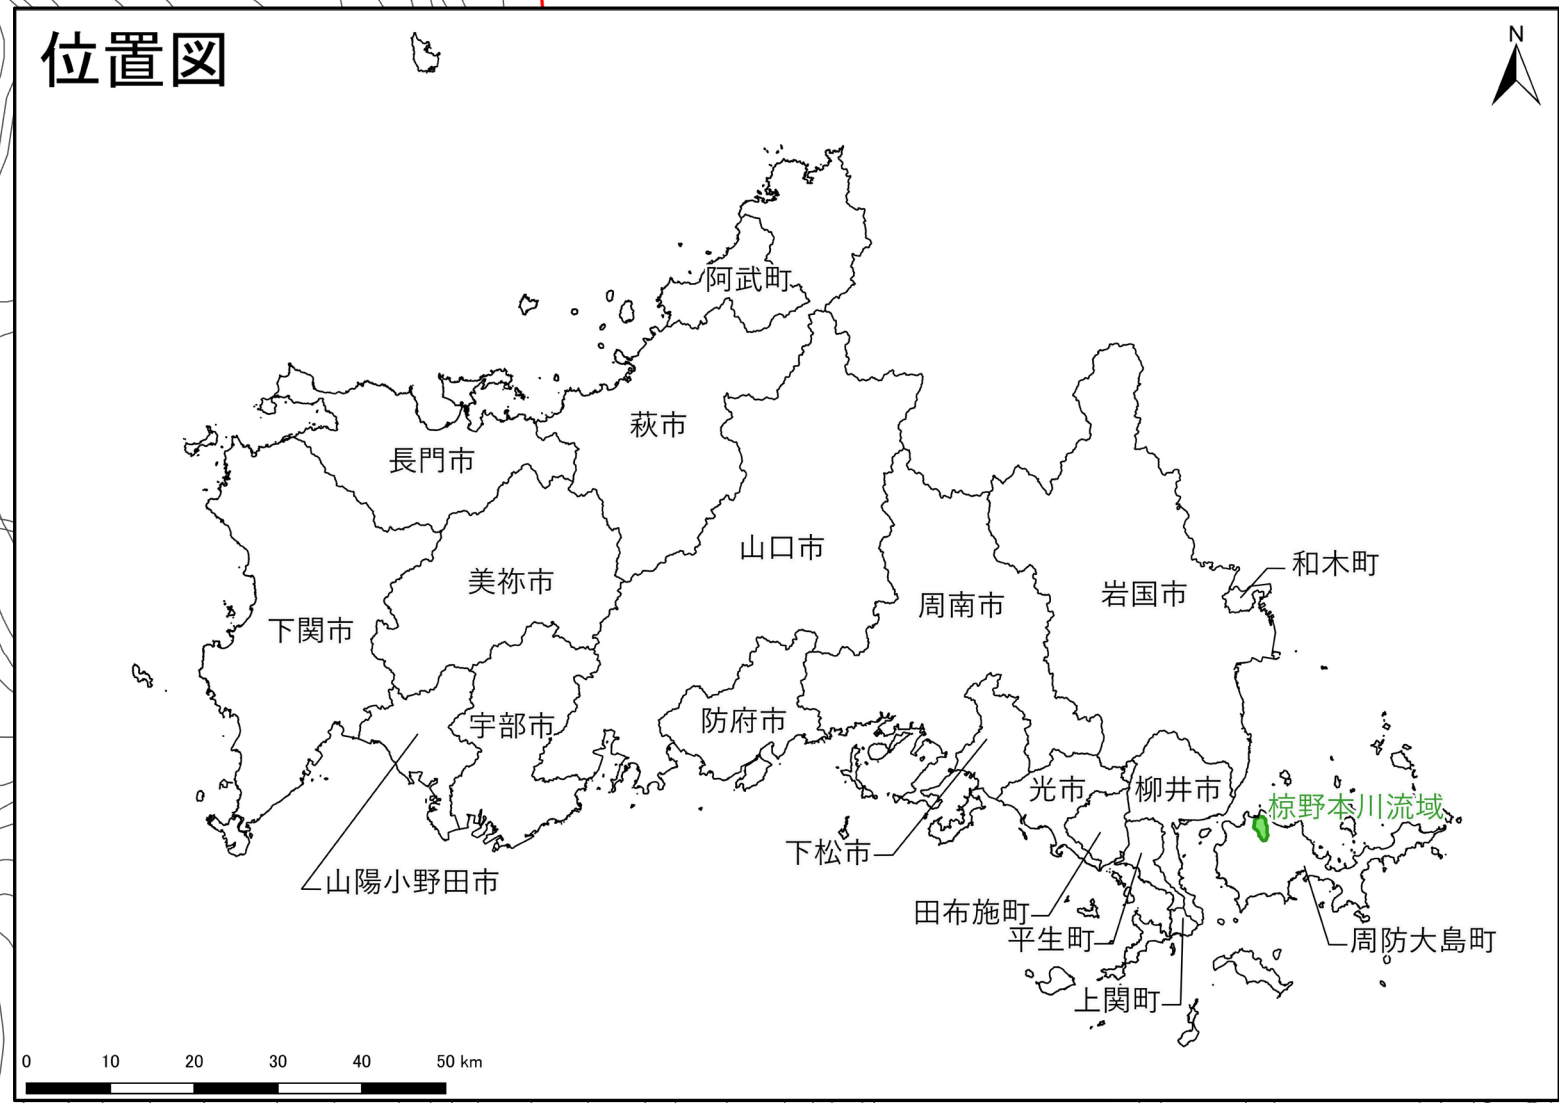 位置図
N
阿武町
萩市
長門市
山口市
和木町
美祢市
岩国市
周南市
下関市
防府市
宇部市
光市
柳井市
椋野本川流域
下松市
山陽小野田市
田布施町
平生町
周防大島町
上関町
0 10 20 30 40 50 km